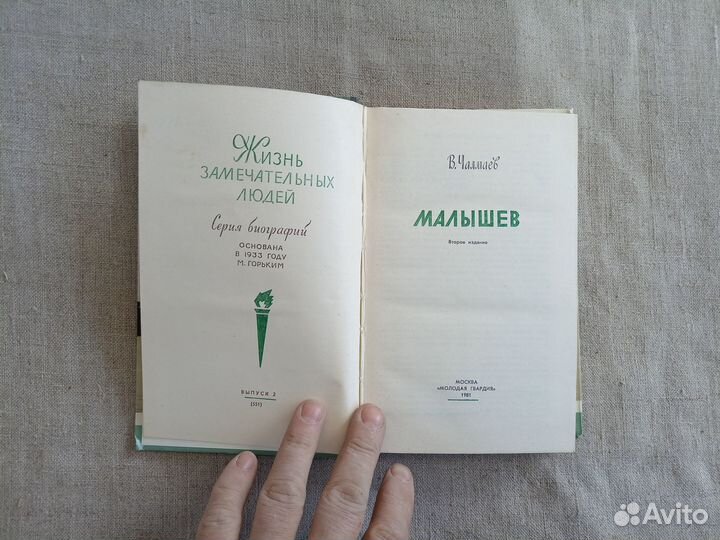 Жизнь
ЗАМЕЧАТЕЛЬНЫХ
ЛЮДЕЙ
Серия биографий
ОСНОВАНА
В 1933 ГОДУ
М. ГОРЬКИМ
ВЫПУСК 2
(551)
В. Чалмаев
МАЛЫШЕВ
Второе издание
МОСКВА
«МОЛОДАЯ ГВАРДИЯ»
1981
Avito